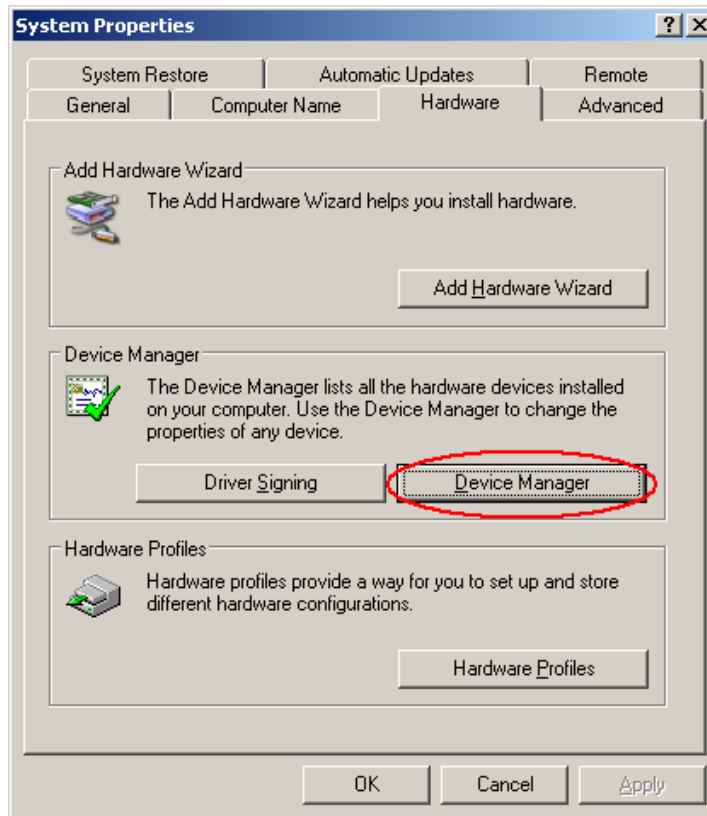 System Properties
System Restore
Automatic Updates
Remote
General
Computer Name
Hardware
Advanced
Add Hardware Wizard
The Add Hardware Wizard helps you install hardware.
Add Hardware Wizard
Device Manager
The Device Manager lists all the hardware devices installed
on your computer. Use the Device Manager to change the
properties of any device.
Driver Signing
Device Manager
Hardware Profiles
Hardware profiles provide a way for you to set up and store
different hardware configurations.
Hardware Profiles
OK
Cancel
Apply